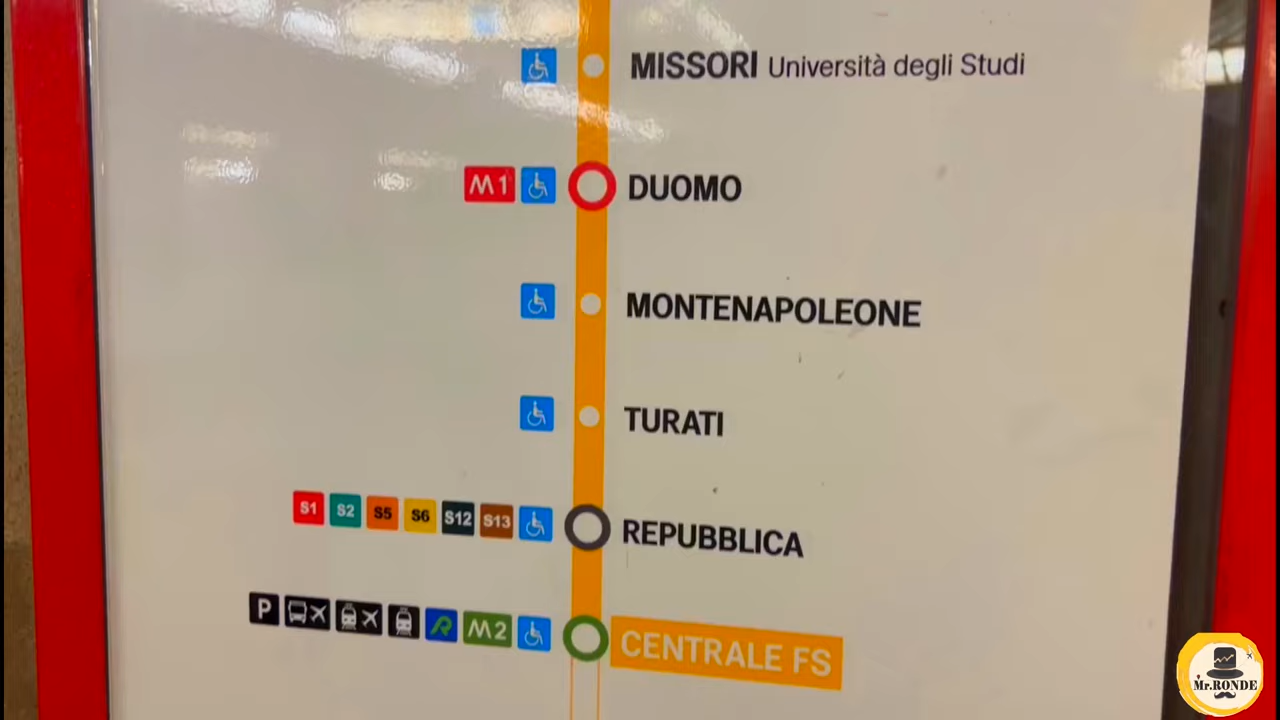 MISSORI Università degli Studi
M1 DUOMO
MONTENAPOLEONE
TURATI
S1 S2 S5 S6 S12 S13 REPUBBLICA
P R M2 CENTRALE FS
Mr.RONDE